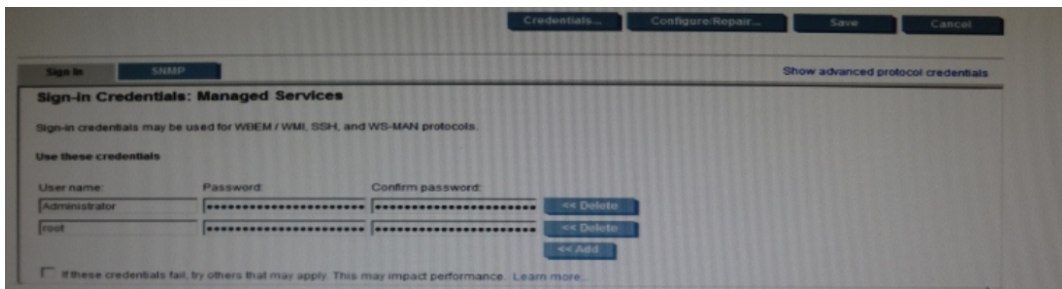 Credentials... Configure/Repair... Save Cancel
Sign In SNMP Show advanced protocol credentials
Sign-in Credentials: Managed Services
Sign-in credentials may be used for WBEM / WMI, SSH, and WS-MAN protocols.
Use these credentials
User name: Password: Confirm password:
Administrator •••••••••••••••••••••••• •••••••••••••••••••••••• << Delete
root •••••••••••••••••••••••• •••••••••••••••••••••••• << Delete
<< Add
If these credentials fail, try others that may apply. This may impact performance. Learn more...